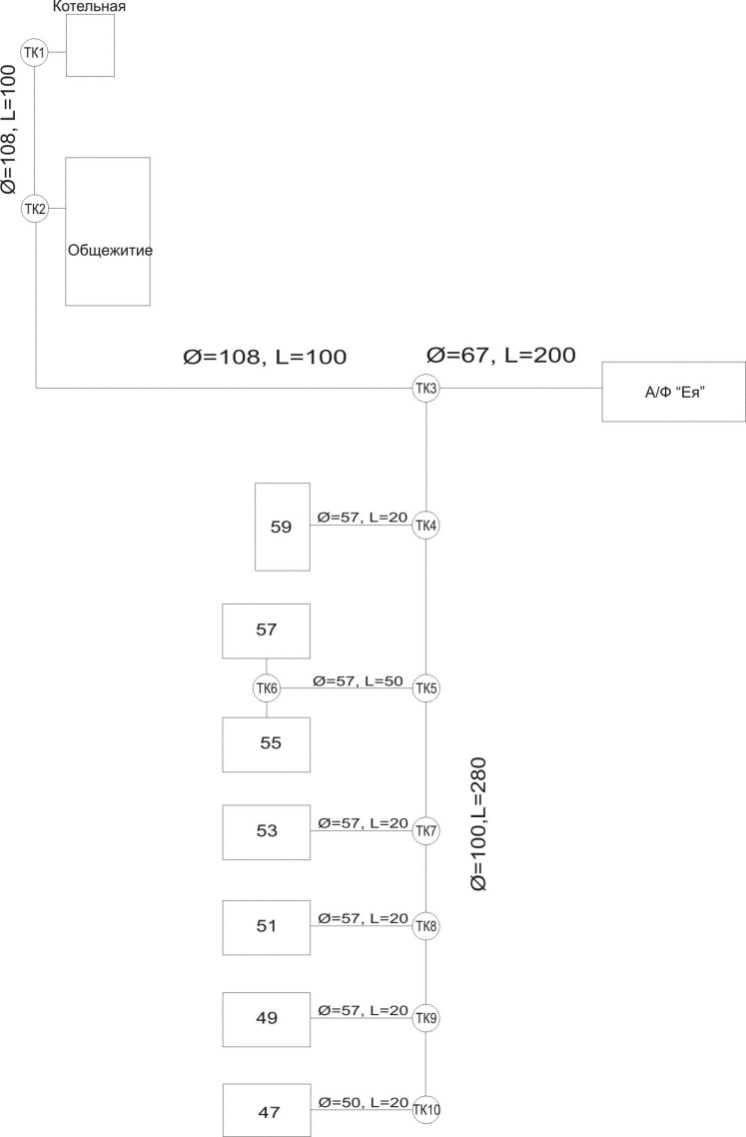 Котельная
ТК1
Ø=108, L=100
ТК2
Общежитие
Ø=108, L=100
Ø=67, L=200
ТК3
А/Ф “Ея”
59
Ø=57, L=20
ТК4
57
ТК6
Ø=57, L=50
ТК5
55
Ø=100,L=280
53
Ø=57, L=20
ТК7
51
Ø=57, L=20
ТК8
49
Ø=57, L=20
ТК9
47
Ø=50, L=20
ТК10